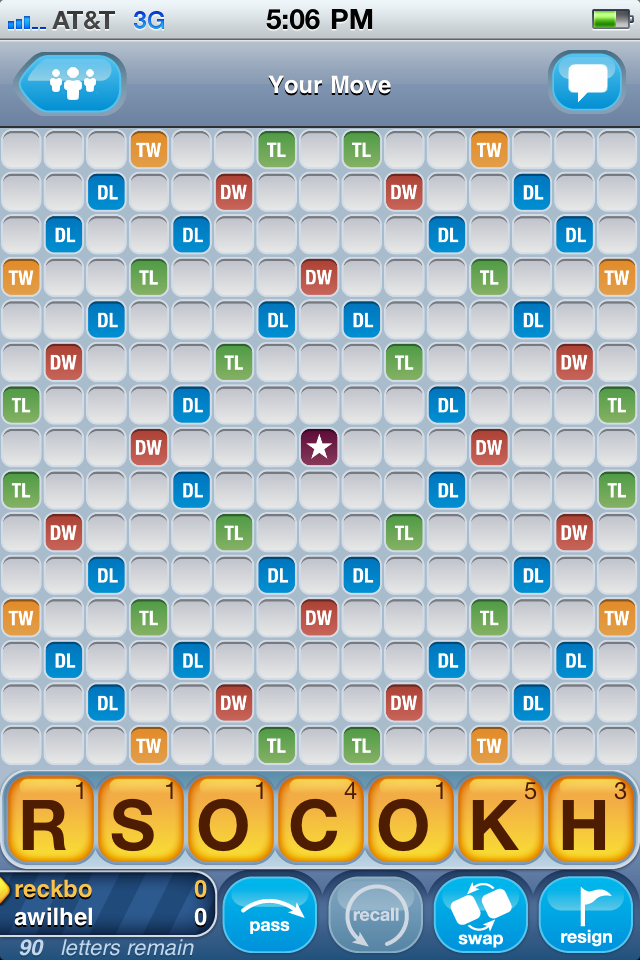 AT&T 3G 5:06 PM
Your Move
TW TL TL TW
DL DW DW DL
DL DL DL DL
TW TL DW TL TW
DL DL DL DL
DW TL TL DW
TL DL DL TL
DW DW
TL DL DL TL
DW TL TL DW
DL DL DL DL
TW TL DW TL TW
DL DL DL DL
DL DW DW DL
TW TL TL TW
R 1 S 1 O 1 C 4 O 1 K 5 H 3
reckbo 0
awilhel 0
90 letters remain
pass recall swap resign